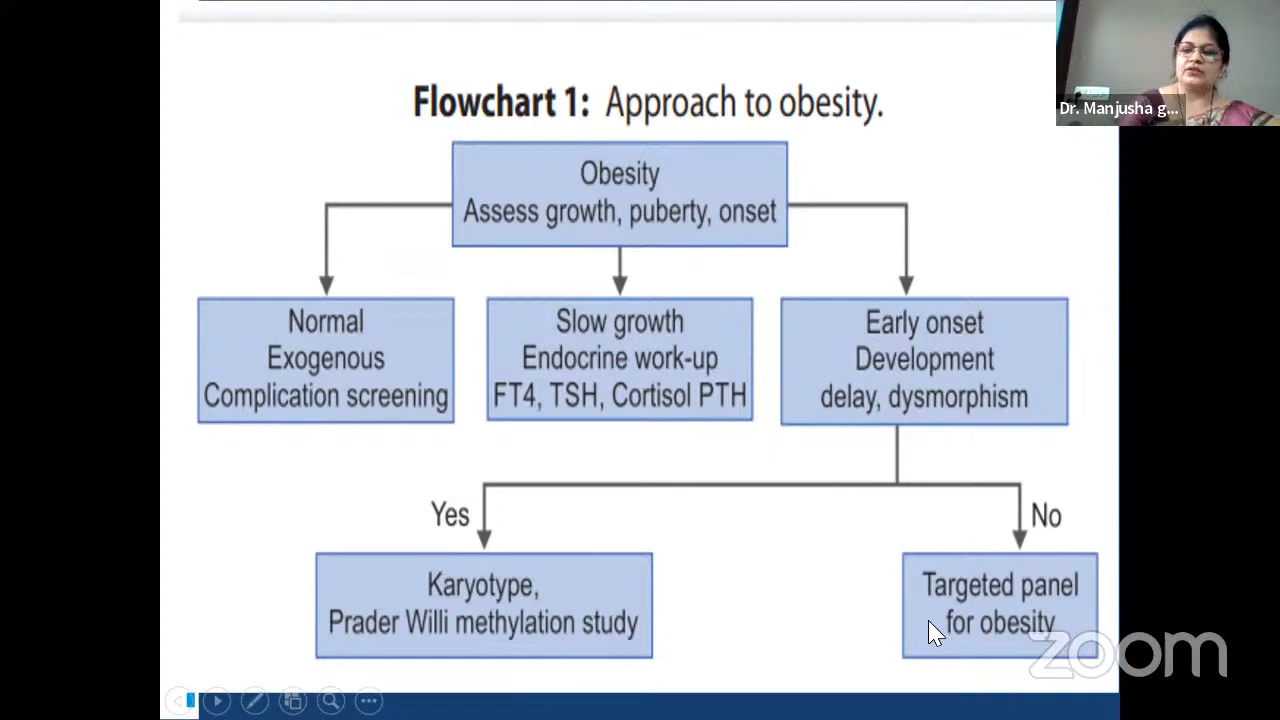 Flowchart 1: Approach to obesity.
Dr. Manjusha g...
Obesity
Assess growth, puberty, onset
Normal
Exogenous
Complication screening
Slow growth
Endocrine work-up
FT4, TSH, Cortisol PTH
Early onset
Development
delay, dysmorphism
Yes
No
Karyotype,
Prader Willi methylation study
Targeted panel
for obesity
zoom